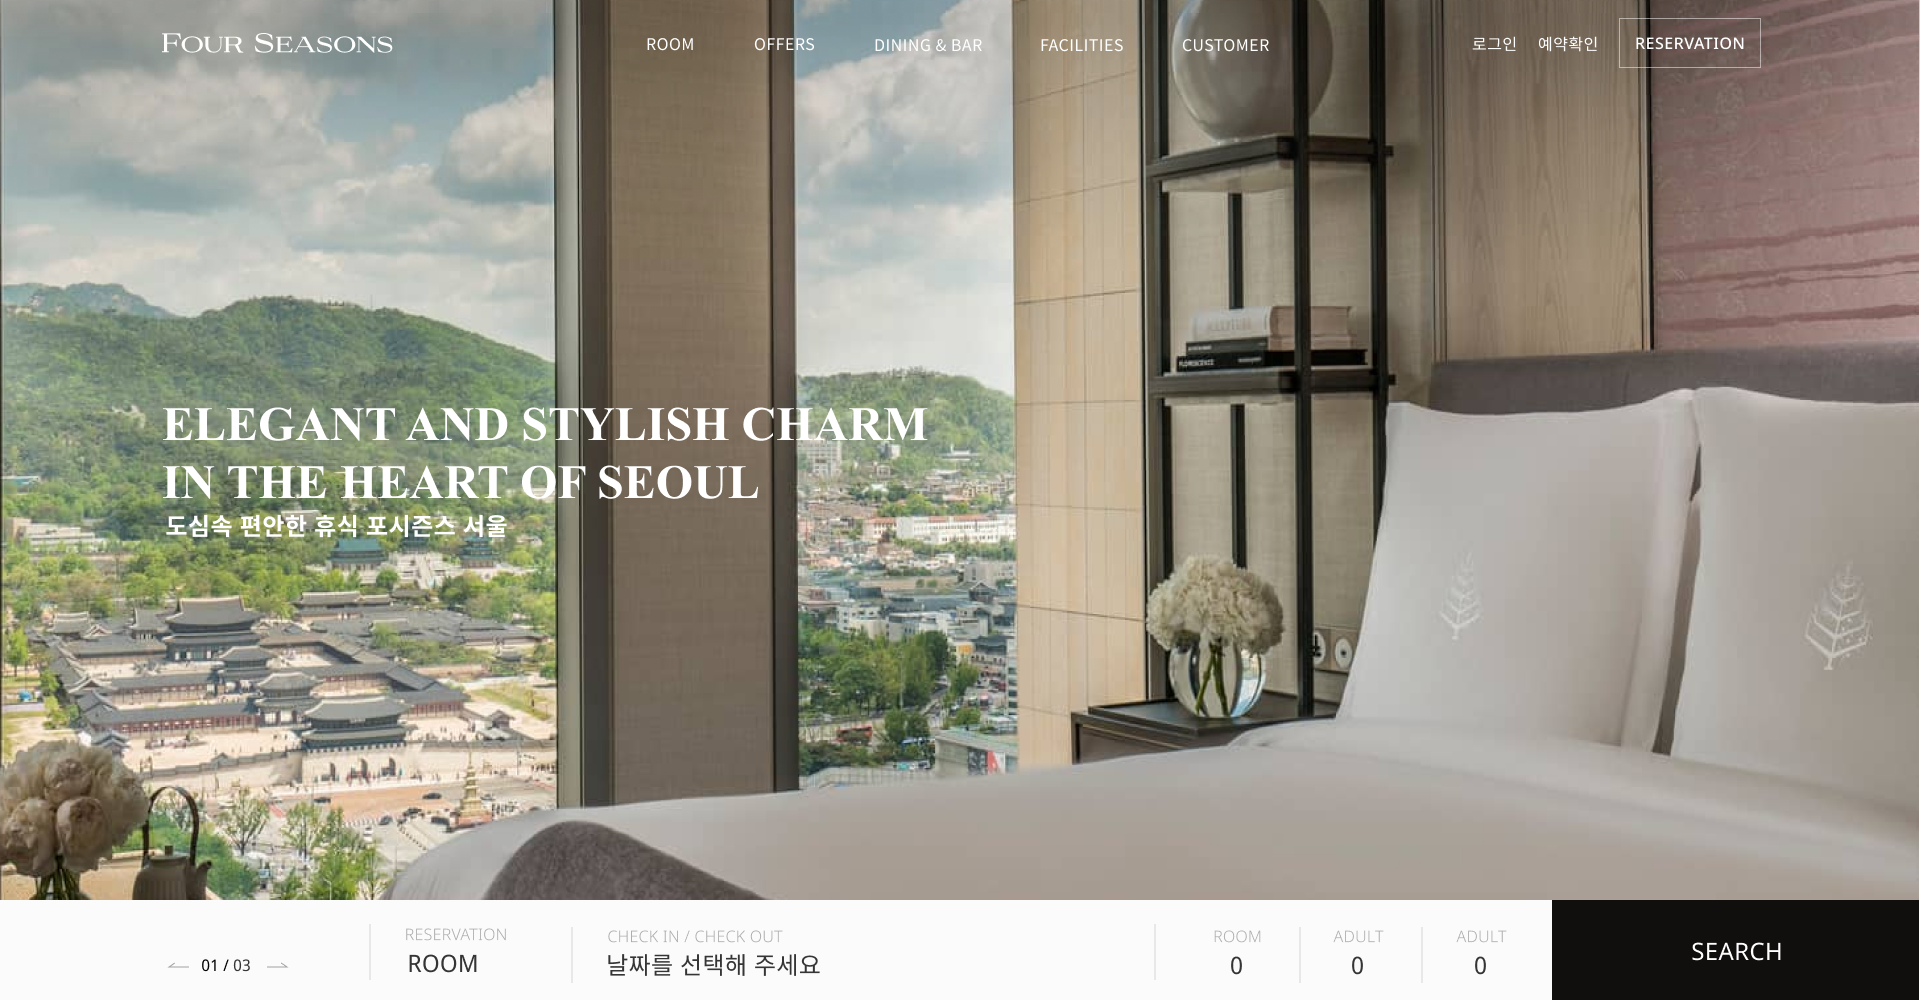 FOUR SEASONS
ROOM OFFERS DINING & BAR FACILITIES CUSTOMER
로그인 예약확인 RESERVATION
ELEGANT AND STYLISH CHARM
IN THE HEART OF SEOUL
도심속 편안한 휴식 포시즌스 서울
01 / 03
RESERVATION
ROOM
CHECK IN / CHECK OUT
날짜를 선택해 주세요
ROOM
0
ADULT
0
ADULT
0
SEARCH